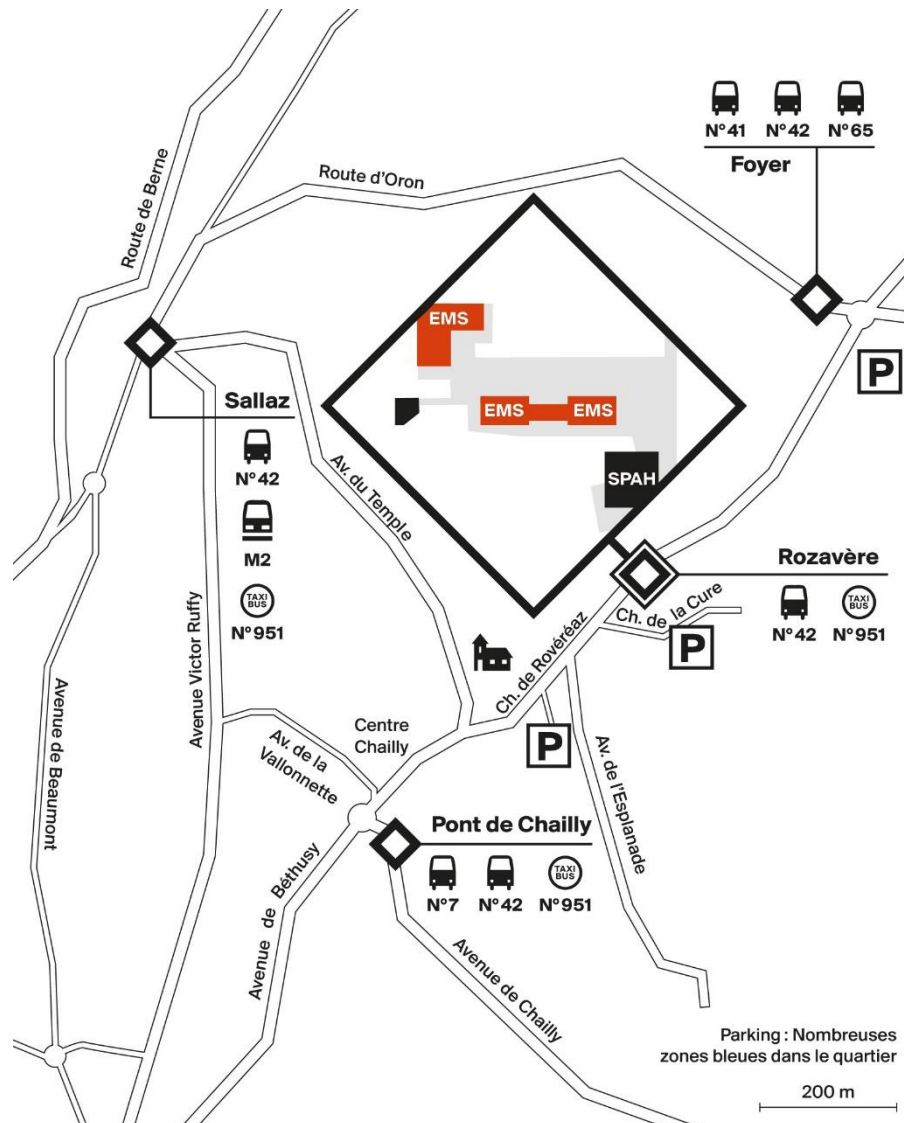 N°41 N°42 N°65
Foyer
Route d'Oron
Route de Berne
EMS
EMS EMS
SPAH
P
Sallaz
N°42
M2
TAXI
BUS
N°951
Av. du Temple
Avenue Victor Ruffy
Avenue de Beaumont
Rozavère
TAXI
BUS
N°42 N°951
Ch. de la Cure
P
Ch. de Rovéréaz
P
Centre
Chailly
Av. de la
Vallonnette
Av. de l'Esplanade
Pont de Chailly
TAXI
BUS
N°7 N°42 N°951
Avenue de Béthusy
Avenue de Chailly
Parking : Nombreuses
zones bleues dans le quartier
200 m